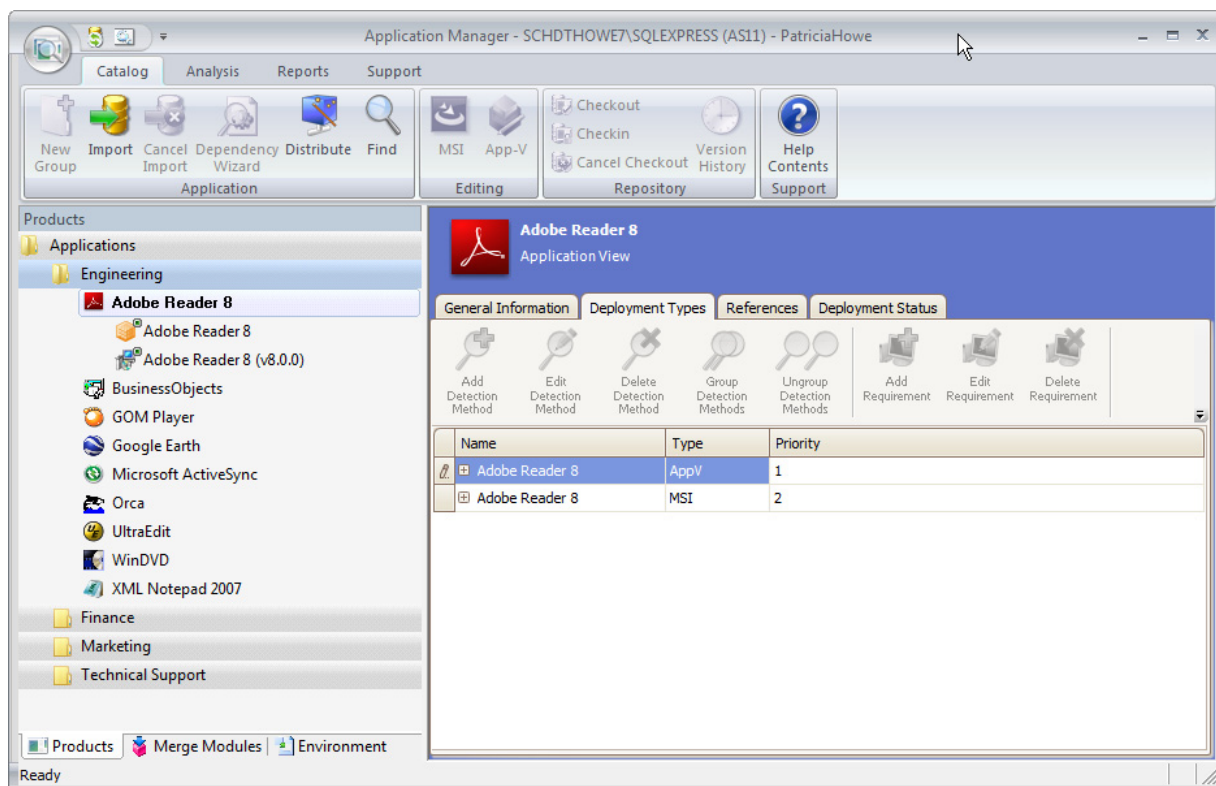 Application Manager - SCHDTHOWE7\SQLEXPRESS (AS11) - PatriciaHowe
Catalog Analysis Reports Support
New Group Import Cancel Import Dependency Wizard Distribute Find
Application
MSI App-V
Editing
Checkout
Checkin
Cancel Checkout
Version History
Repository
Help Contents
Support
Products
Applications
Engineering
Adobe Reader 8
Adobe Reader 8
Adobe Reader 8 (v8.0.0)
BusinessObjects
GOM Player
Google Earth
Microsoft ActiveSync
Orca
UltraEdit
WinDVD
XML Notepad 2007
Finance
Marketing
Technical Support
Products Merge Modules Environment
Ready
Adobe Reader 8
Application View
General Information Deployment Types References Deployment Status
Add Detection Method Edit Detection Method Delete Detection Method Group Detection Methods Ungroup Detection Methods Add Requirement Edit Requirement Delete Requirement
Name Type Priority
Adobe Reader 8 AppV 1
Adobe Reader 8 MSI 2